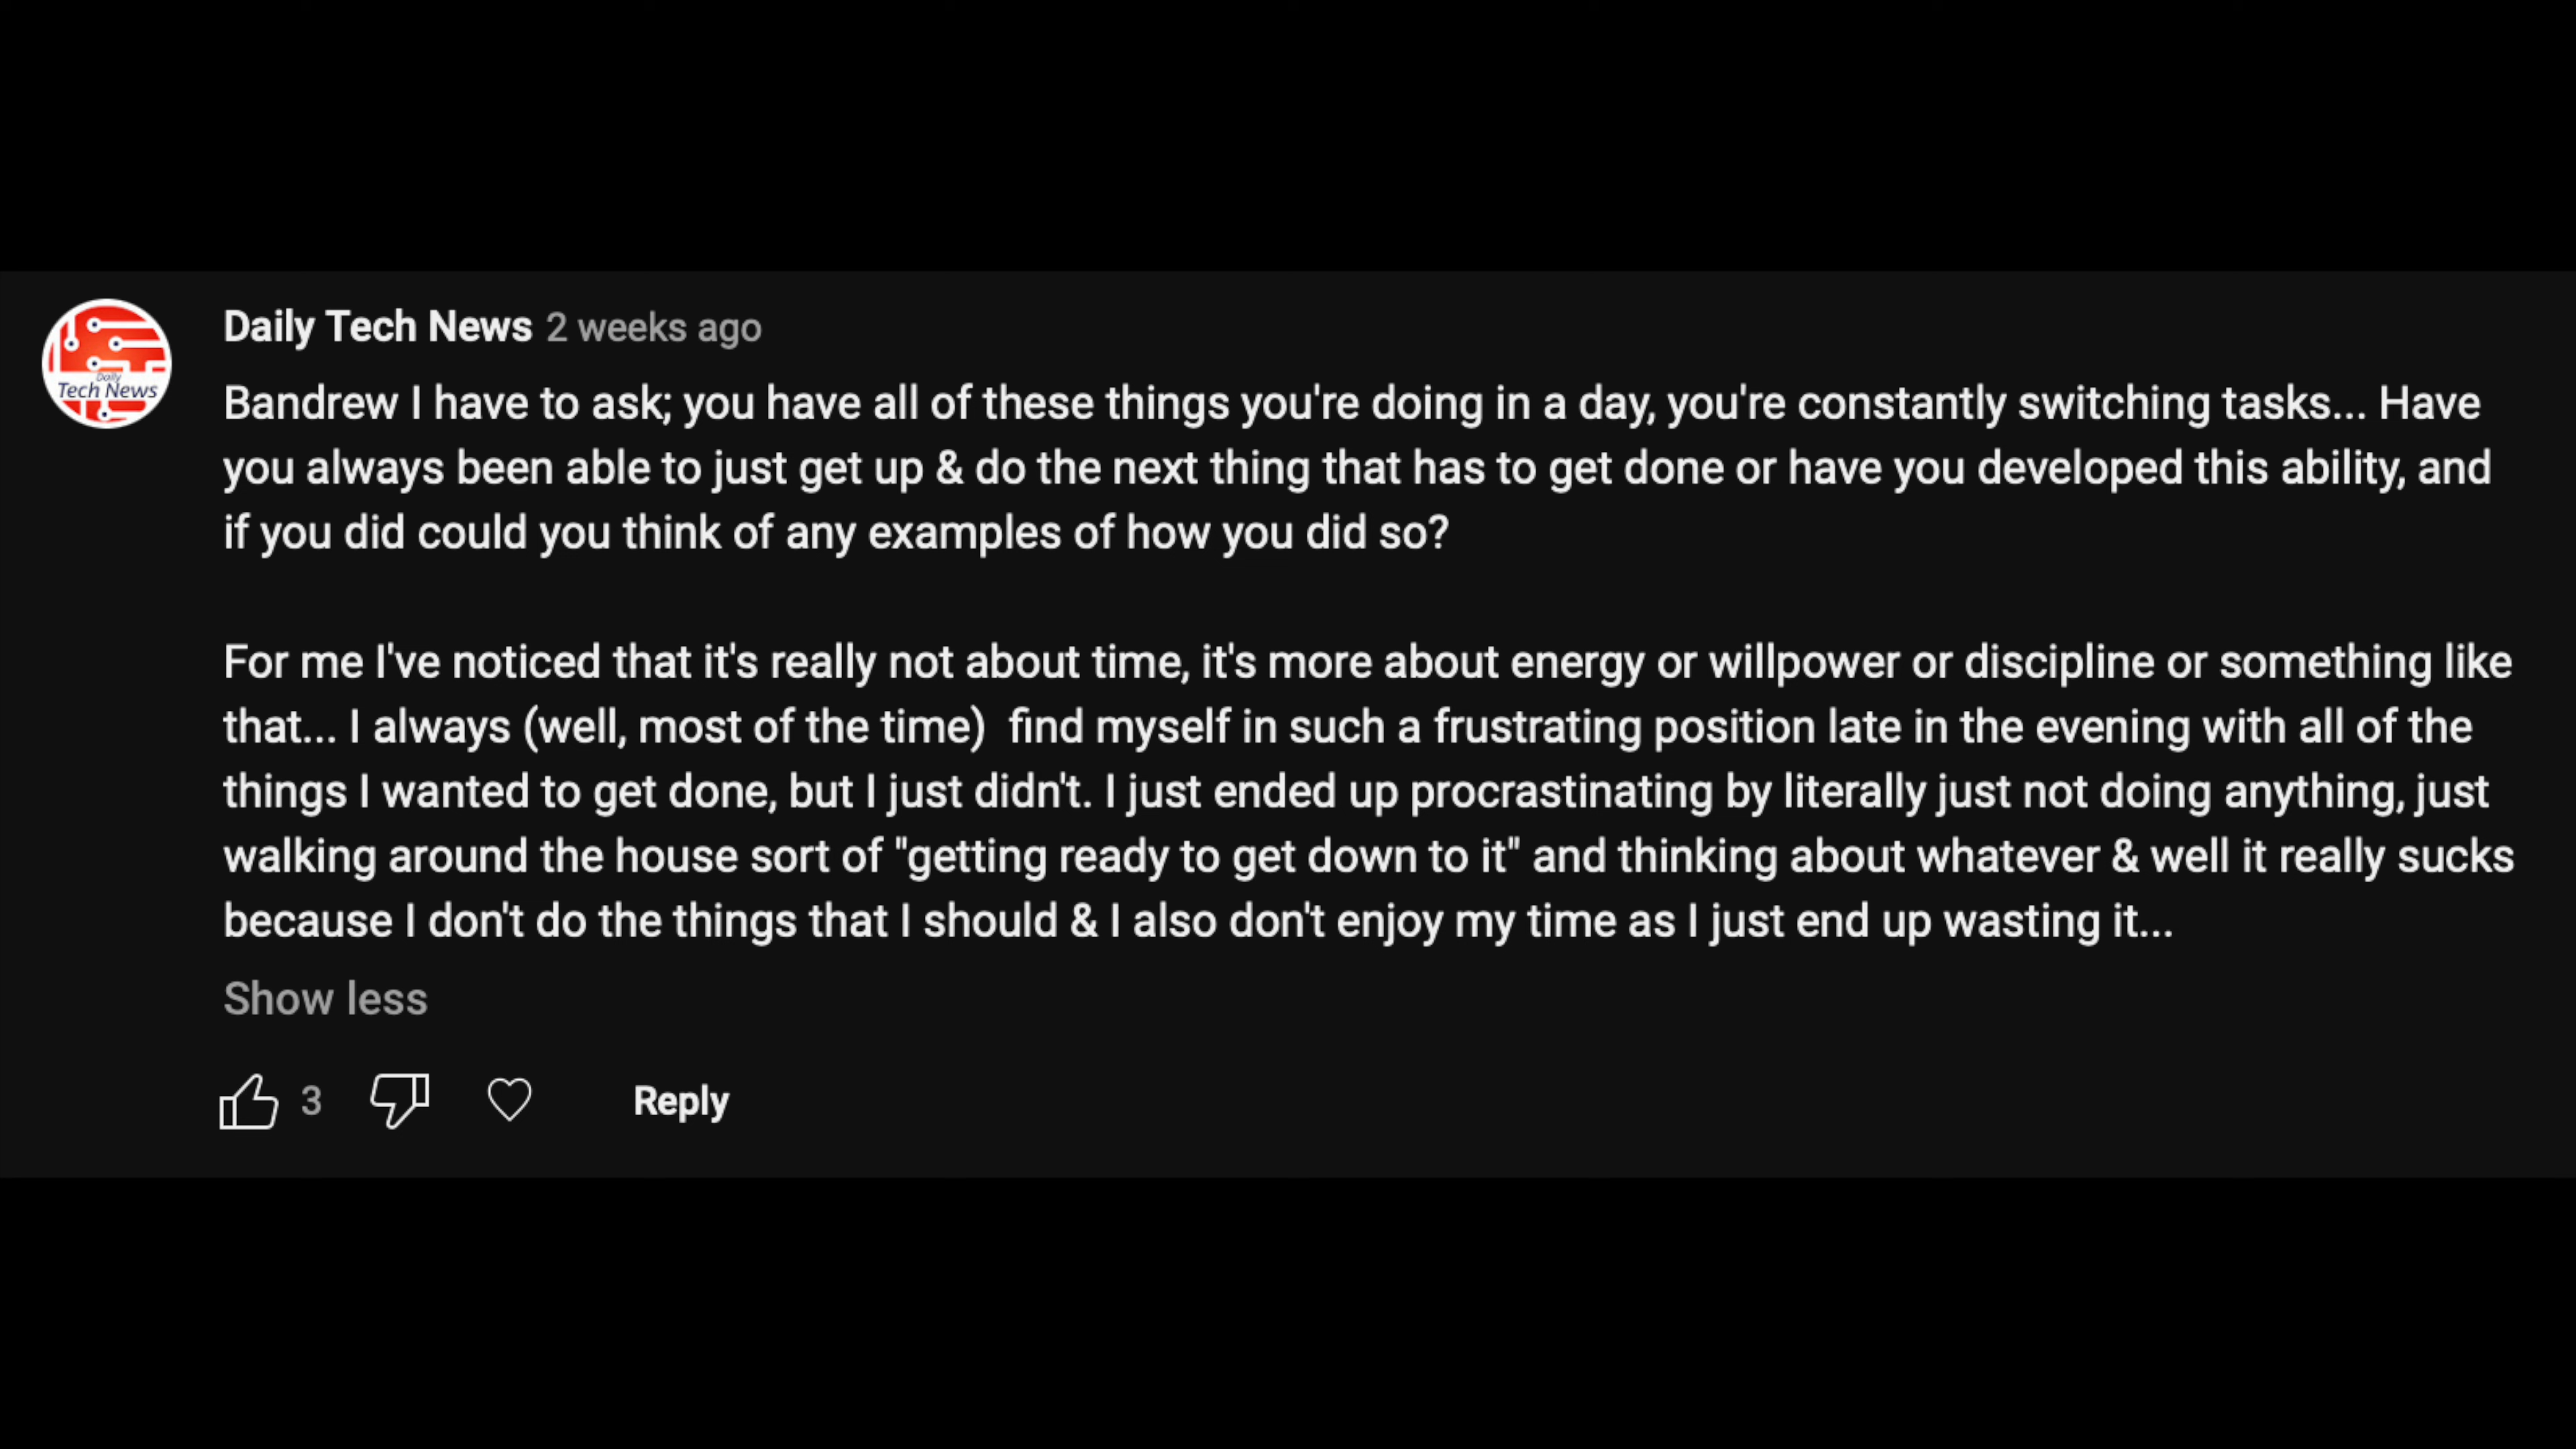 Daily Tech News 2 weeks ago
Daily
Tech News
Bandrew I have to ask; you have all of these things you're doing in a day, you're constantly switching tasks... Have
you always been able to just get up & do the next thing that has to get done or have you developed this ability, and
if you did could you think of any examples of how you did so?
For me I've noticed that it's really not about time, it's more about energy or willpower or discipline or something like
that... I always (well, most of the time)  find myself in such a frustrating position late in the evening with all of the
things I wanted to get done, but I just didn't. I just ended up procrastinating by literally just not doing anything, just
walking around the house sort of "getting ready to get down to it" and thinking about whatever & well it really sucks
because I don't do the things that I should & I also don't enjoy my time as I just end up wasting it...
Show less
3 Reply